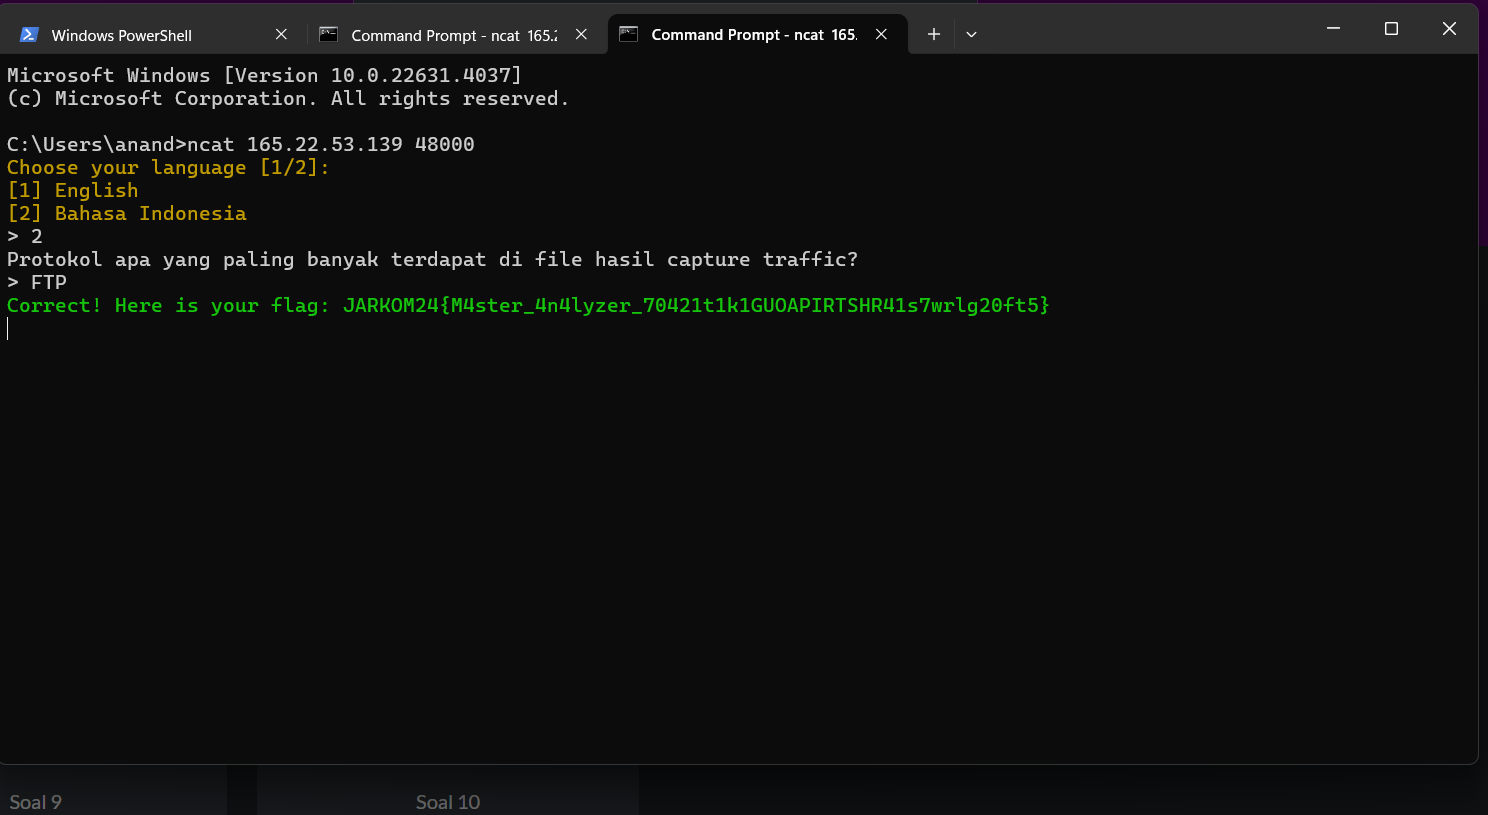 Windows PowerShell
Command Prompt - ncat 165.2
Command Prompt - ncat 165.
Microsoft Windows [Version 10.0.22631.4037]
(c) Microsoft Corporation. All rights reserved.
C:\Users\anand>ncat 165.22.53.139 48000
Choose your language [1/2]:
[1] English
[2] Bahasa Indonesia
> 2
Protokol apa yang paling banyak terdapat di file hasil capture traffic?
> FTP
Correct! Here is your flag: JARKOM24{M4ster_4n4lyzer_70421t1k1GUOAPIRTSHR41s7wrlg20ft5}
Soal 9
Soal 10